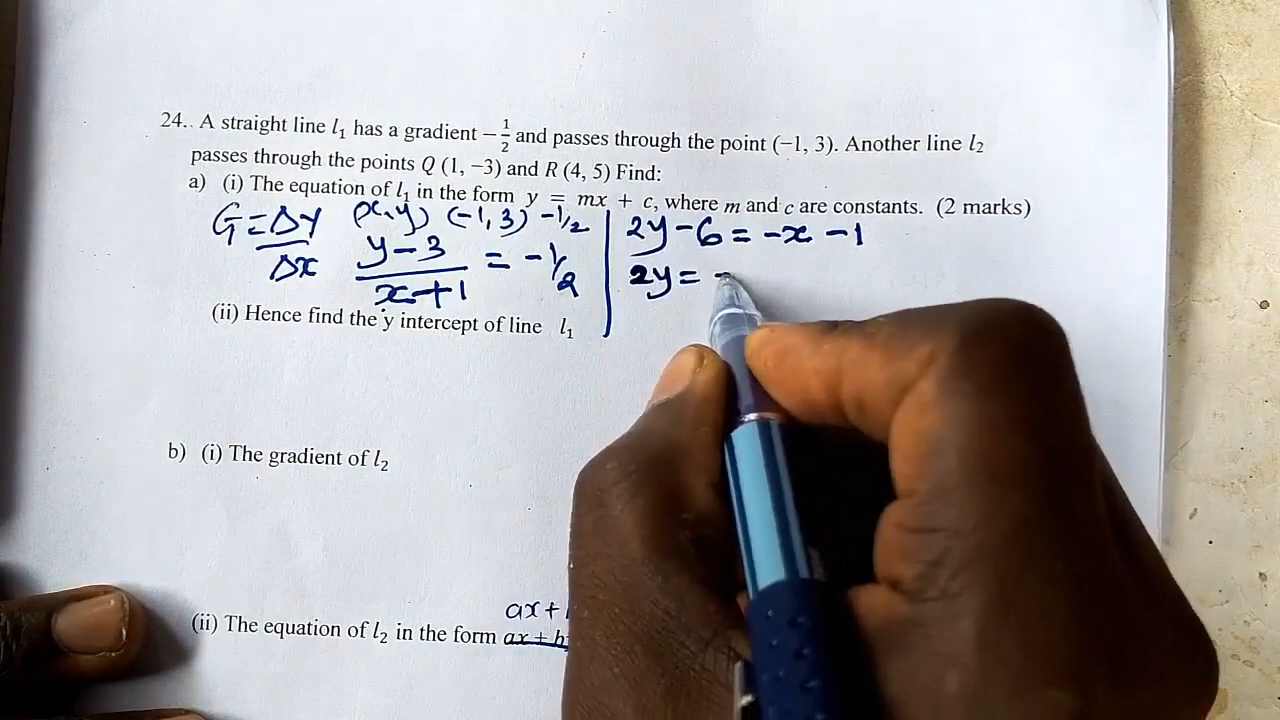 24.. A straight line l₁ has a gradient −1/2 and passes through the point (−1, 3). Another line l₂
passes through the points Q (1, −3) and R (4, 5) Find:
a) (i) The equation of l₁ in the form y = mx + c, where m and c are constants. (2 marks)
G = Δy/Δx (x, y) (−1, 3) −1/2
(y−3)/(x+1) = −1/2
2y − 6 = −x − 1
2y = −
(ii) Hence find the y intercept of line l₁
b) (i) The gradient of l₂
ax +
(ii) The equation of l₂ in the form ax + b